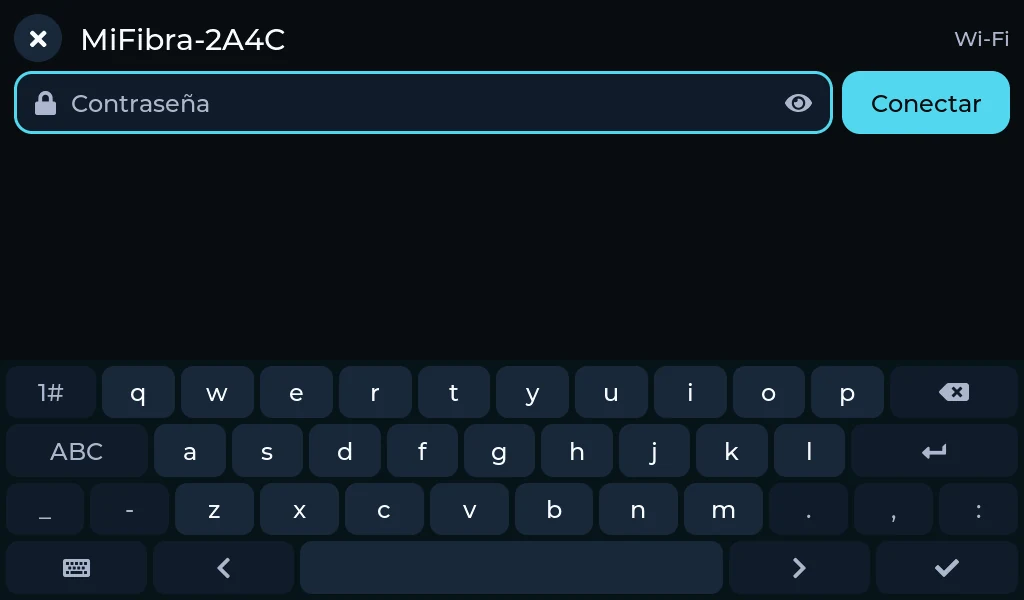 MiFibra-2A4C
Wi-Fi
Contraseña
Conectar
1# q w e r t y u i o p
ABC a s d f g h j k l
_ - z x c v b n m . , :